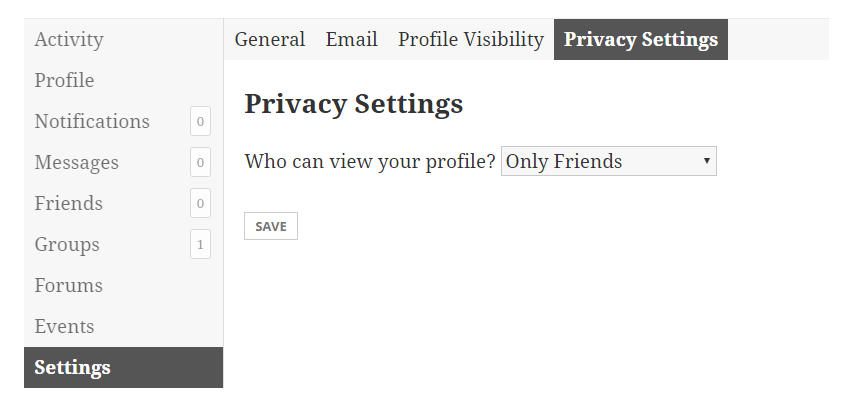 Activity
Profile
Notifications 0
Messages 0
Friends 0
Groups 1
Forums
Events
Settings
General Email Profile Visibility Privacy Settings
Privacy Settings
Who can view your profile? Only Friends
SAVE